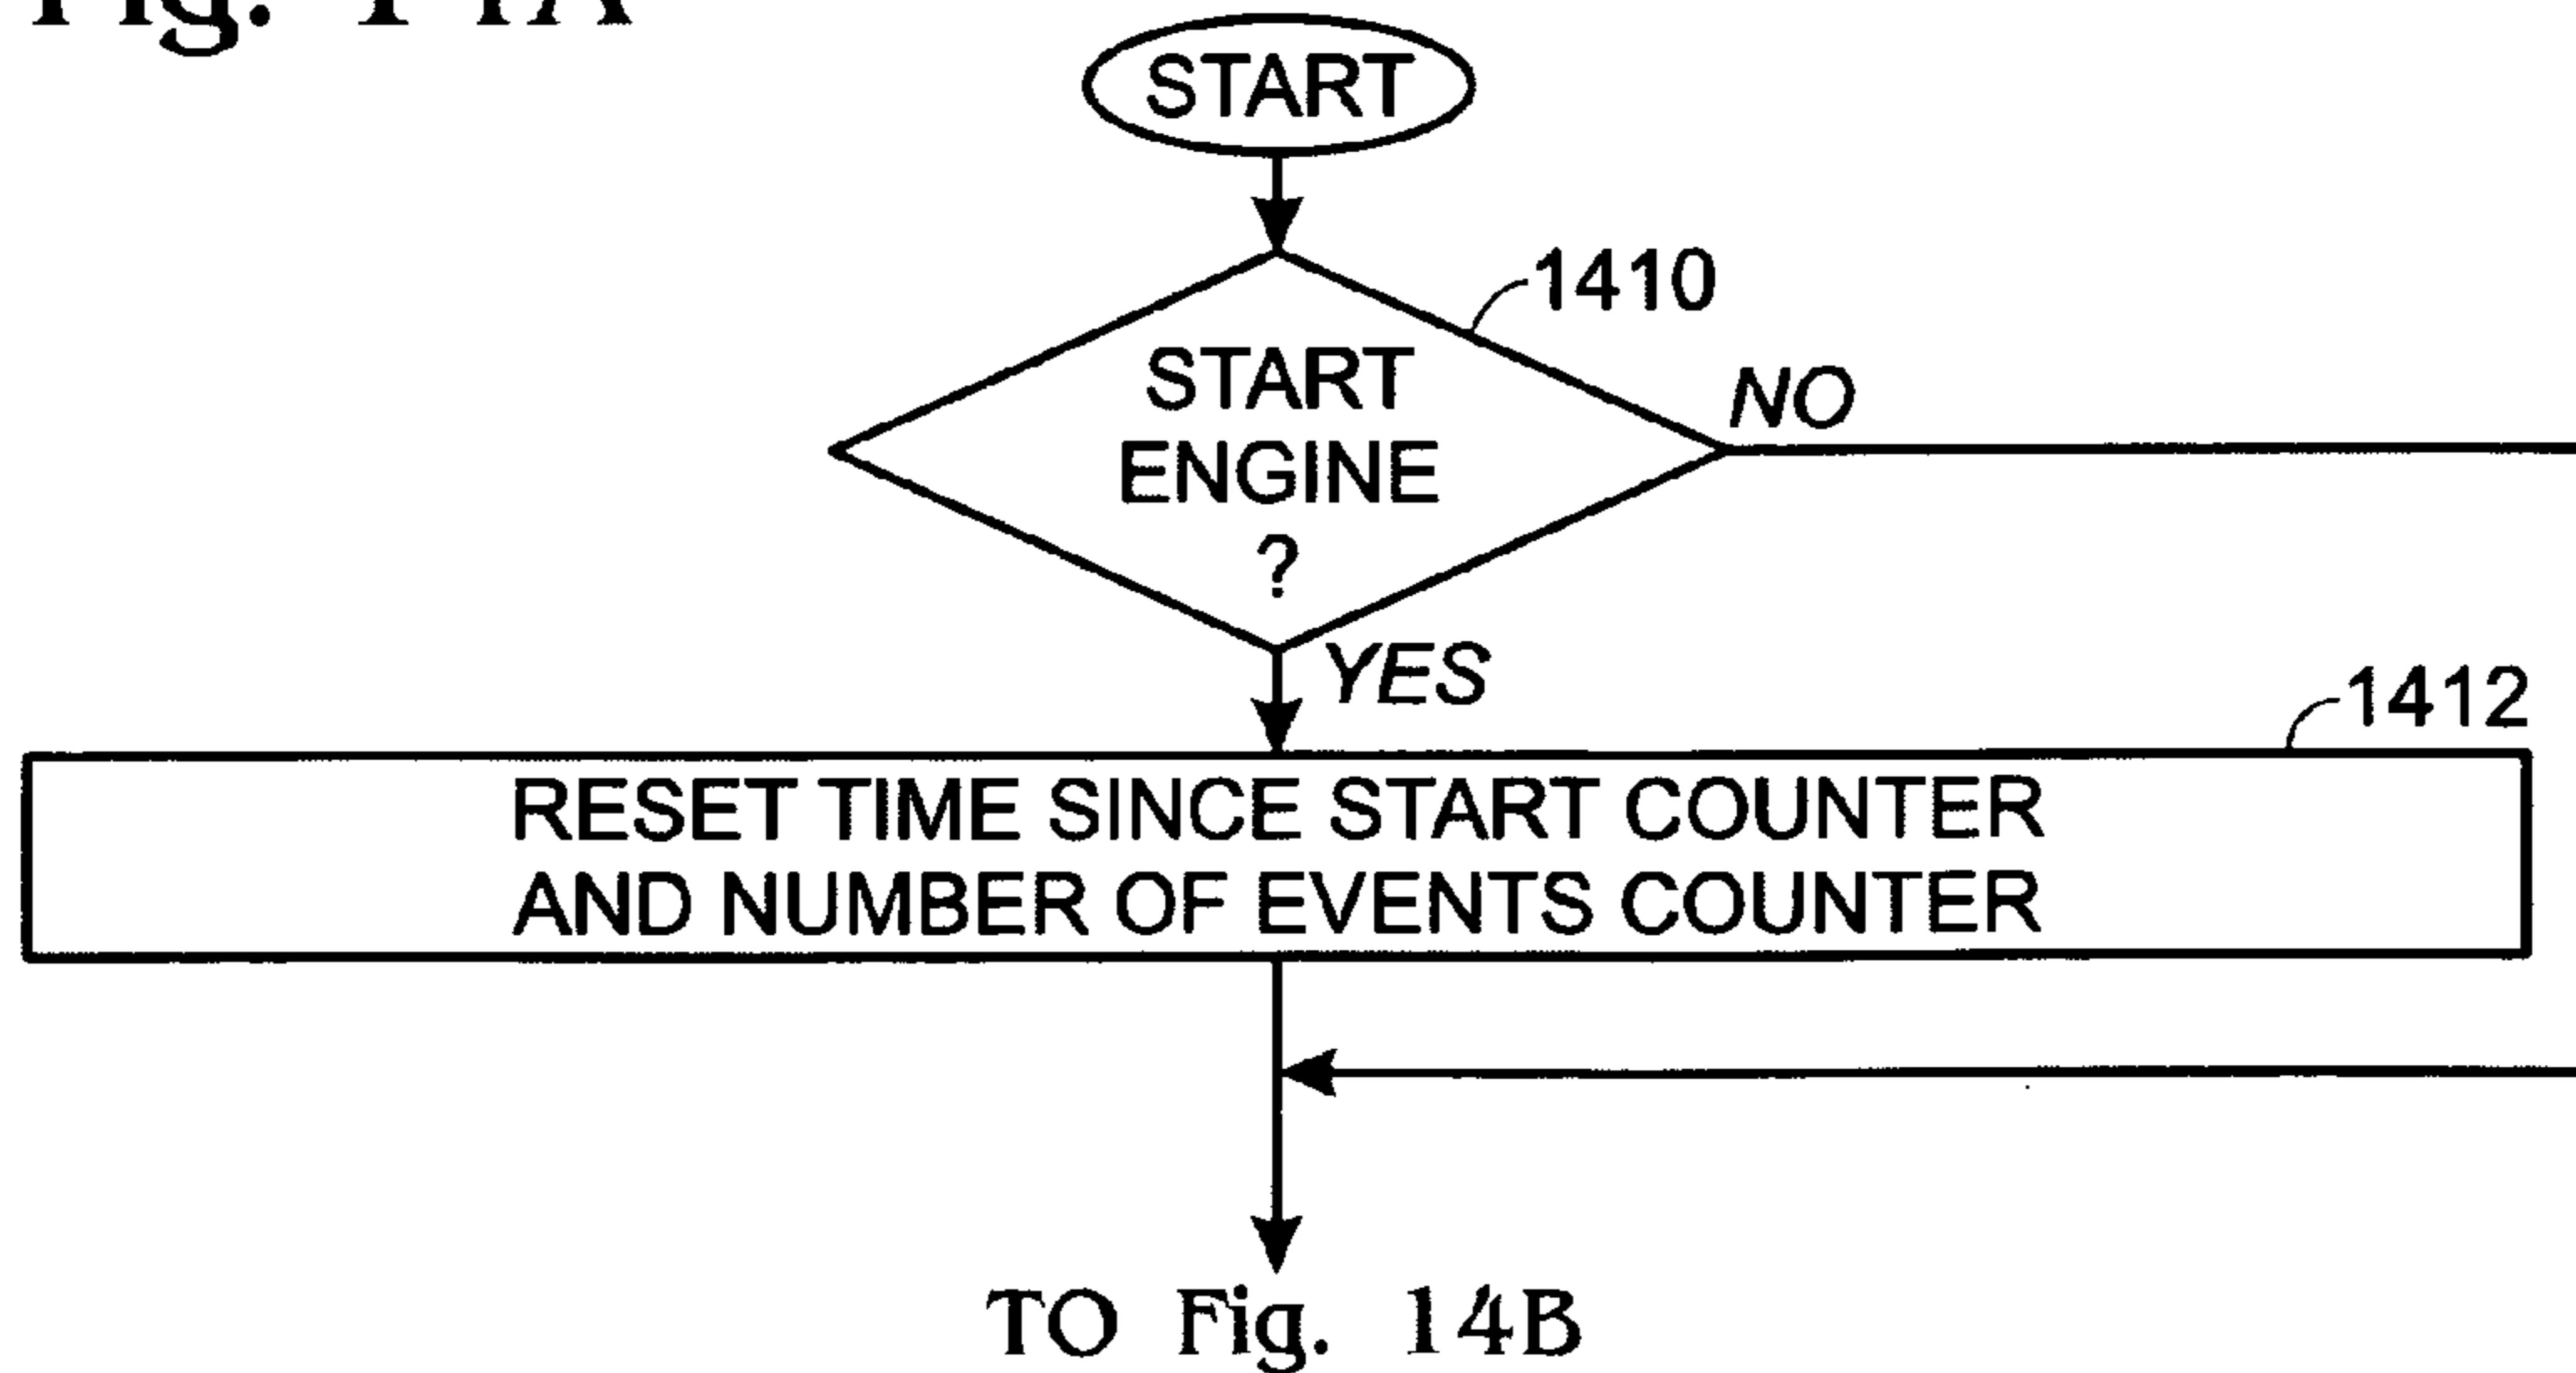 Fig. 14A
START
1410
START
ENGINE
?
NO
YES
1412
RESET TIME SINCE START COUNTER
AND NUMBER OF EVENTS COUNTER
TO Fig. 14B